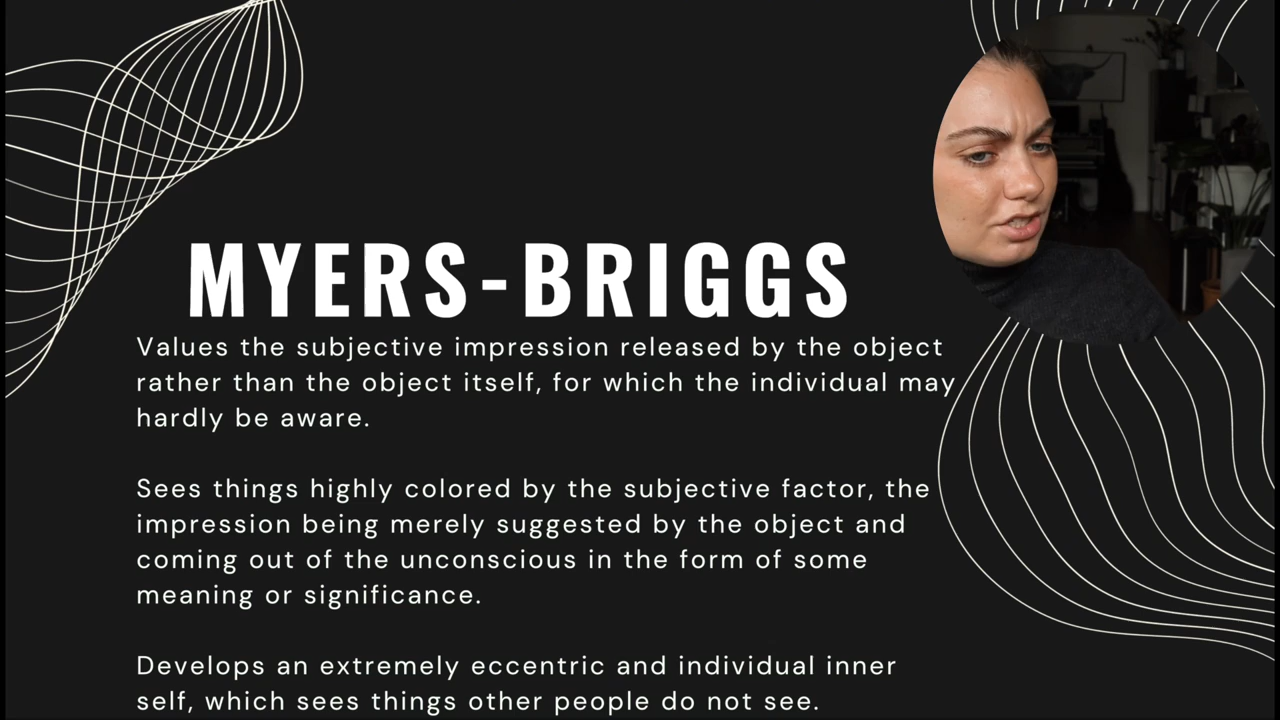 MYERS-BRIGGS
Values the subjective impression released by the object
rather than the object itself, for which the individual may
hardly be aware.
Sees things highly colored by the subjective factor, the
impression being merely suggested by the object and
coming out of the unconscious in the form of some
meaning or significance.
Develops an extremely eccentric and individual inner
self, which sees things other people do not see.